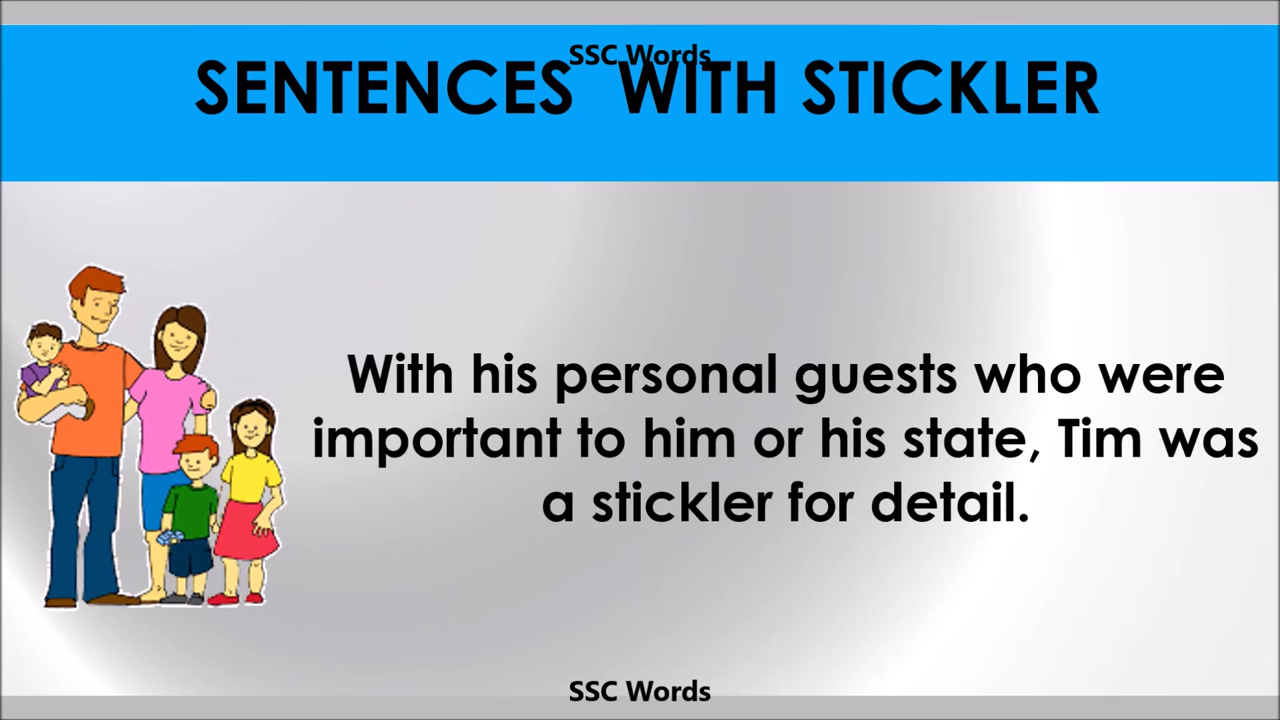 SSC Words
SENTENCES WITH STICKLER
With his personal guests who were
important to him or his state, Tim was
a stickler for detail.
SSC Words